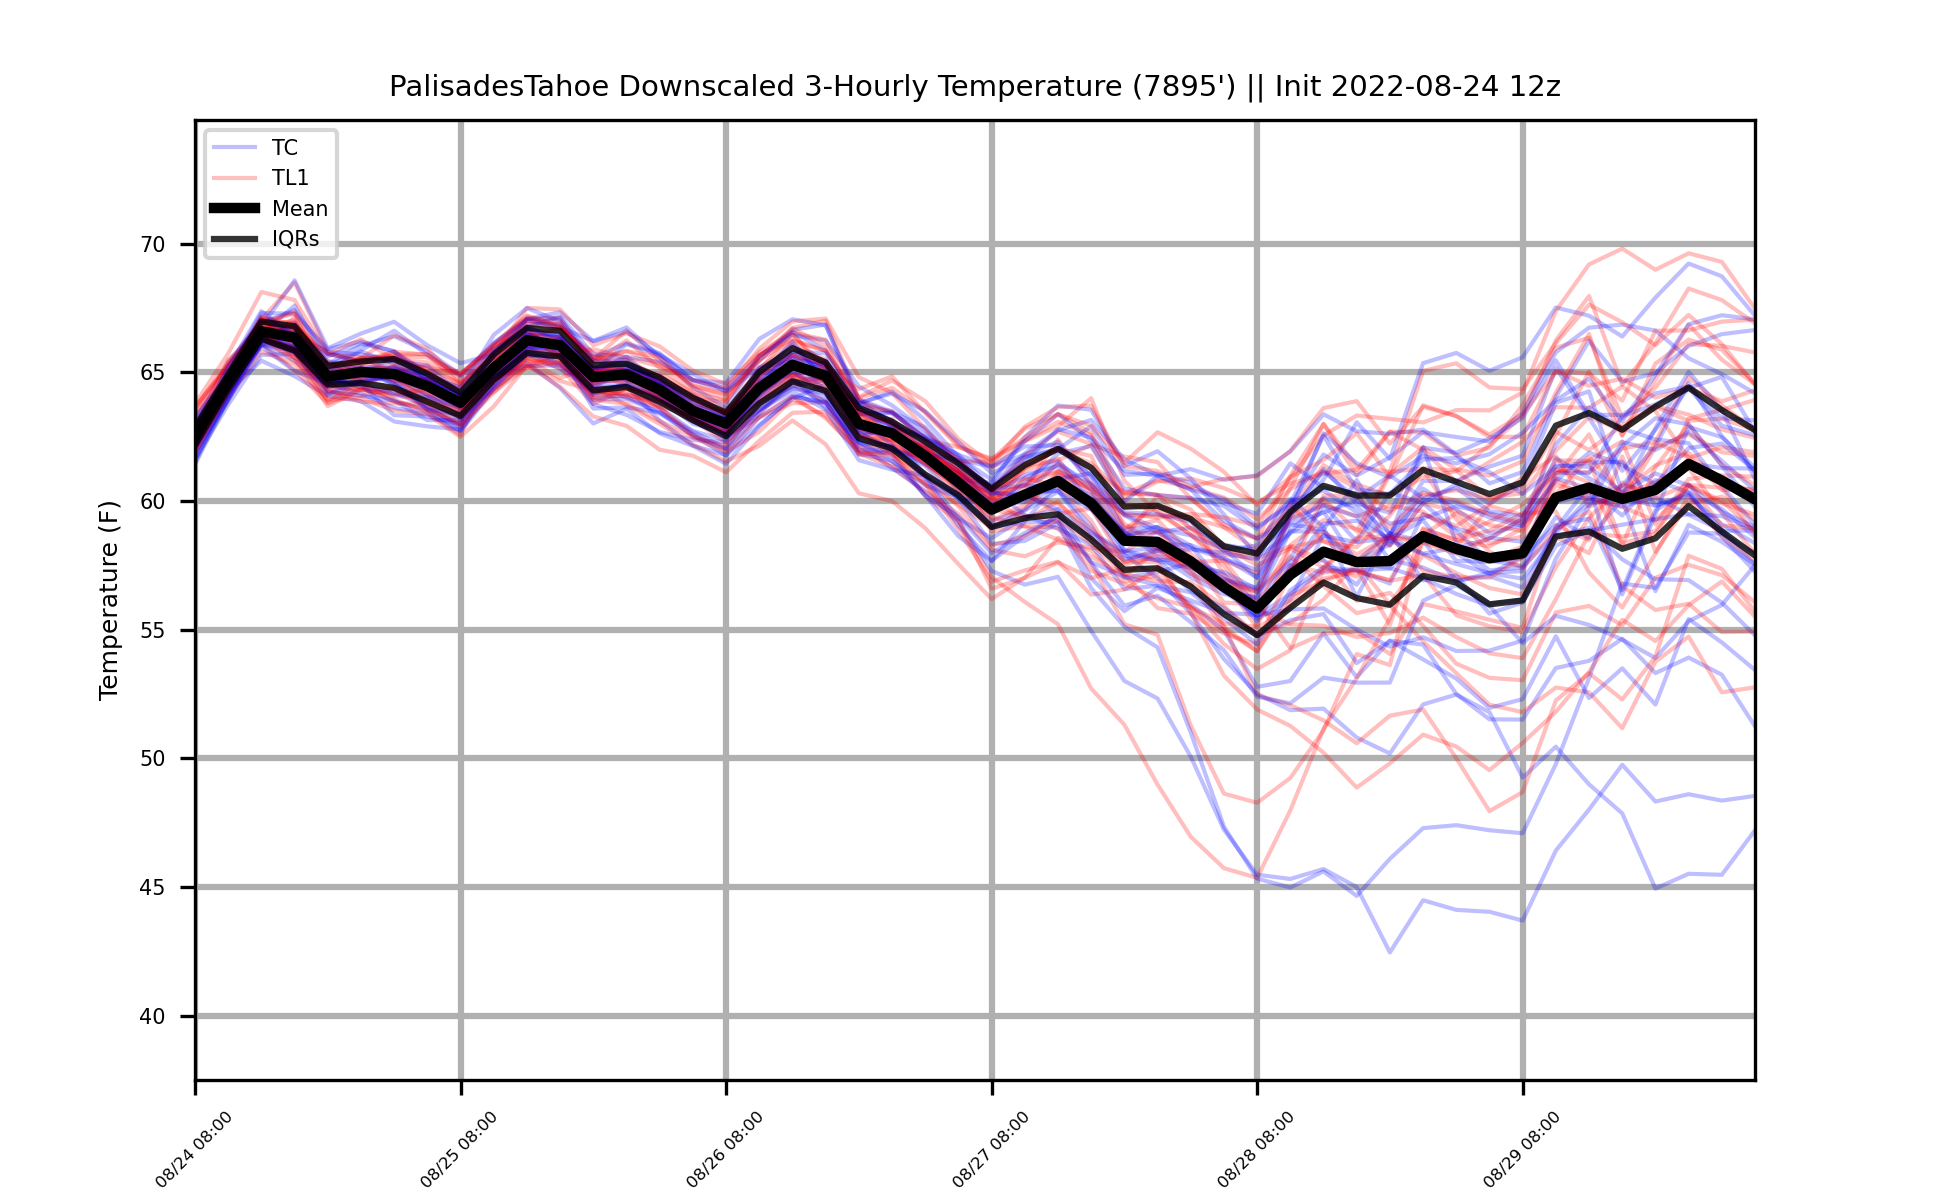 PalisadesTahoe Downscaled 3-Hourly Temperature (7895') || Init 2022-08-24 12z
TC
TL1
Mean
IQRs
Temperature (F)
70
65
60
55
50
45
40
08/24 08:00
08/25 08:00
08/26 08:00
08/27 08:00
08/28 08:00
08/29 08:00